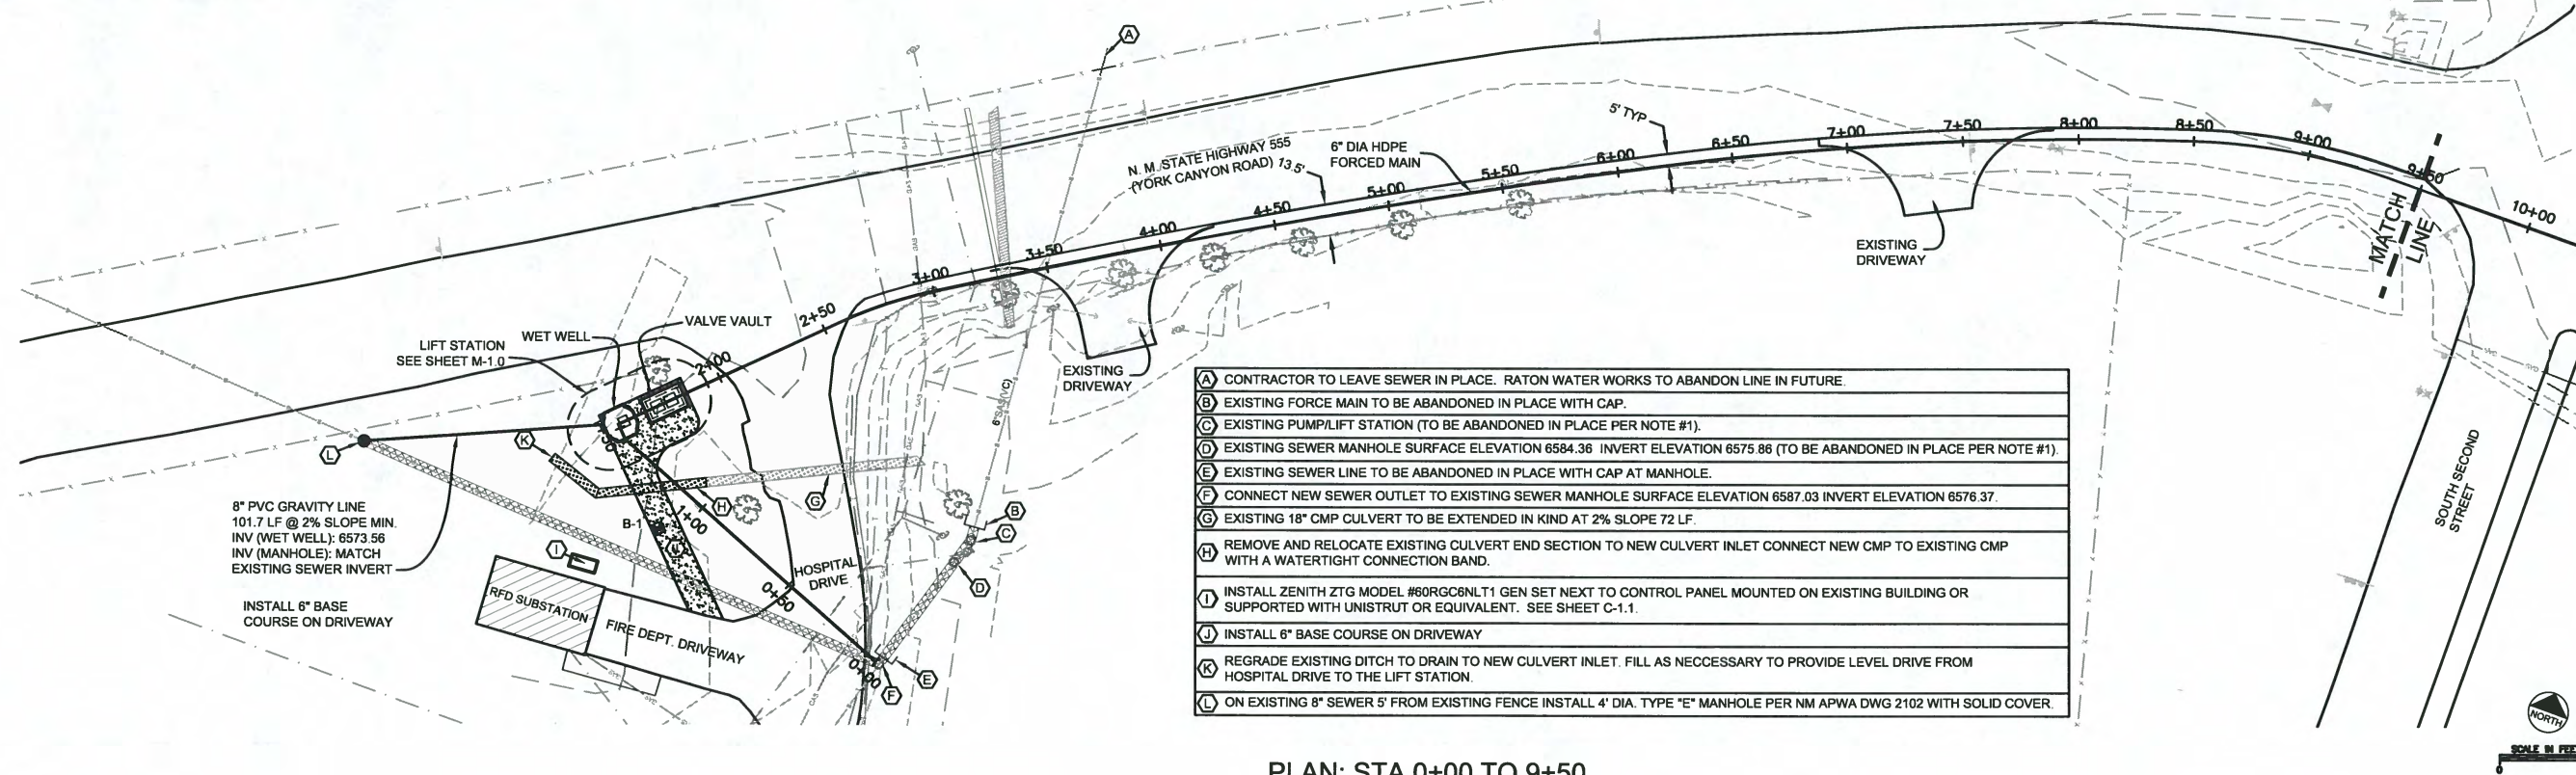 A
N. M. STATE HIGHWAY 555
(YORK CANYON ROAD) 13.5'
6" DIA HDPE
FORCED MAIN
5' TYP
2+00
2+50
3+00
3+50
4+00
4+50
5+00
5+50
6+00
6+50
7+00
7+50
8+00
8+50
9+00
9+50
10+00
MATCH
LINE
EXISTING
DRIVEWAY
EXISTING
DRIVEWAY
VALVE VAULT
WET WELL
LIFT STATION
SEE SHEET M-1.0
6"SAS(VC)
L
K
G
H
B-1
1+00
I
J
B
C
D
E
F
HOSPITAL
DRIVE
0+50
0+00
RFD SUBSTATION
FIRE DEPT. DRIVEWAY
8" PVC GRAVITY LINE
101.7 LF @ 2% SLOPE MIN.
INV (WET WELL): 6573.56
INV (MANHOLE): MATCH
EXISTING SEWER INVERT
INSTALL 6" BASE
COURSE ON DRIVEWAY
SOUTH SECOND
STREET
A CONTRACTOR TO LEAVE SEWER IN PLACE. RATON WATER WORKS TO ABANDON LINE IN FUTURE.
B EXISTING FORCE MAIN TO BE ABANDONED IN PLACE WITH CAP.
C EXISTING PUMP/LIFT STATION (TO BE ABANDONED IN PLACE PER NOTE #1).
D EXISTING SEWER MANHOLE SURFACE ELEVATION 6584.36 INVERT ELEVATION 6575.86 (TO BE ABANDONED IN PLACE PER NOTE #1).
E EXISTING SEWER LINE TO BE ABANDONED IN PLACE WITH CAP AT MANHOLE.
F CONNECT NEW SEWER OUTLET TO EXISTING SEWER MANHOLE SURFACE ELEVATION 6587.03 INVERT ELEVATION 6576.37.
G EXISTING 18" CMP CULVERT TO BE EXTENDED IN KIND AT 2% SLOPE 72 LF.
H REMOVE AND RELOCATE EXISTING CULVERT END SECTION TO NEW CULVERT INLET CONNECT NEW CMP TO EXISTING CMP
WITH A WATERTIGHT CONNECTION BAND.
I INSTALL ZENITH ZTG MODEL #60RGC6NLT1 GEN SET NEXT TO CONTROL PANEL MOUNTED ON EXISTING BUILDING OR
SUPPORTED WITH UNISTRUT OR EQUIVALENT. SEE SHEET C-1.1.
J INSTALL 6" BASE COURSE ON DRIVEWAY
K REGRADE EXISTING DITCH TO DRAIN TO NEW CULVERT INLET. FILL AS NECCESSARY TO PROVIDE LEVEL DRIVE FROM
HOSPITAL DRIVE TO THE LIFT STATION.
L ON EXISTING 8" SEWER 5' FROM EXISTING FENCE INSTALL 4' DIA. TYPE "E" MANHOLE PER NM APWA DWG 2102 WITH SOLID COVER.
NORTH
SCALE IN FEE
0
PLAN: STA 0+00 TO 9+50